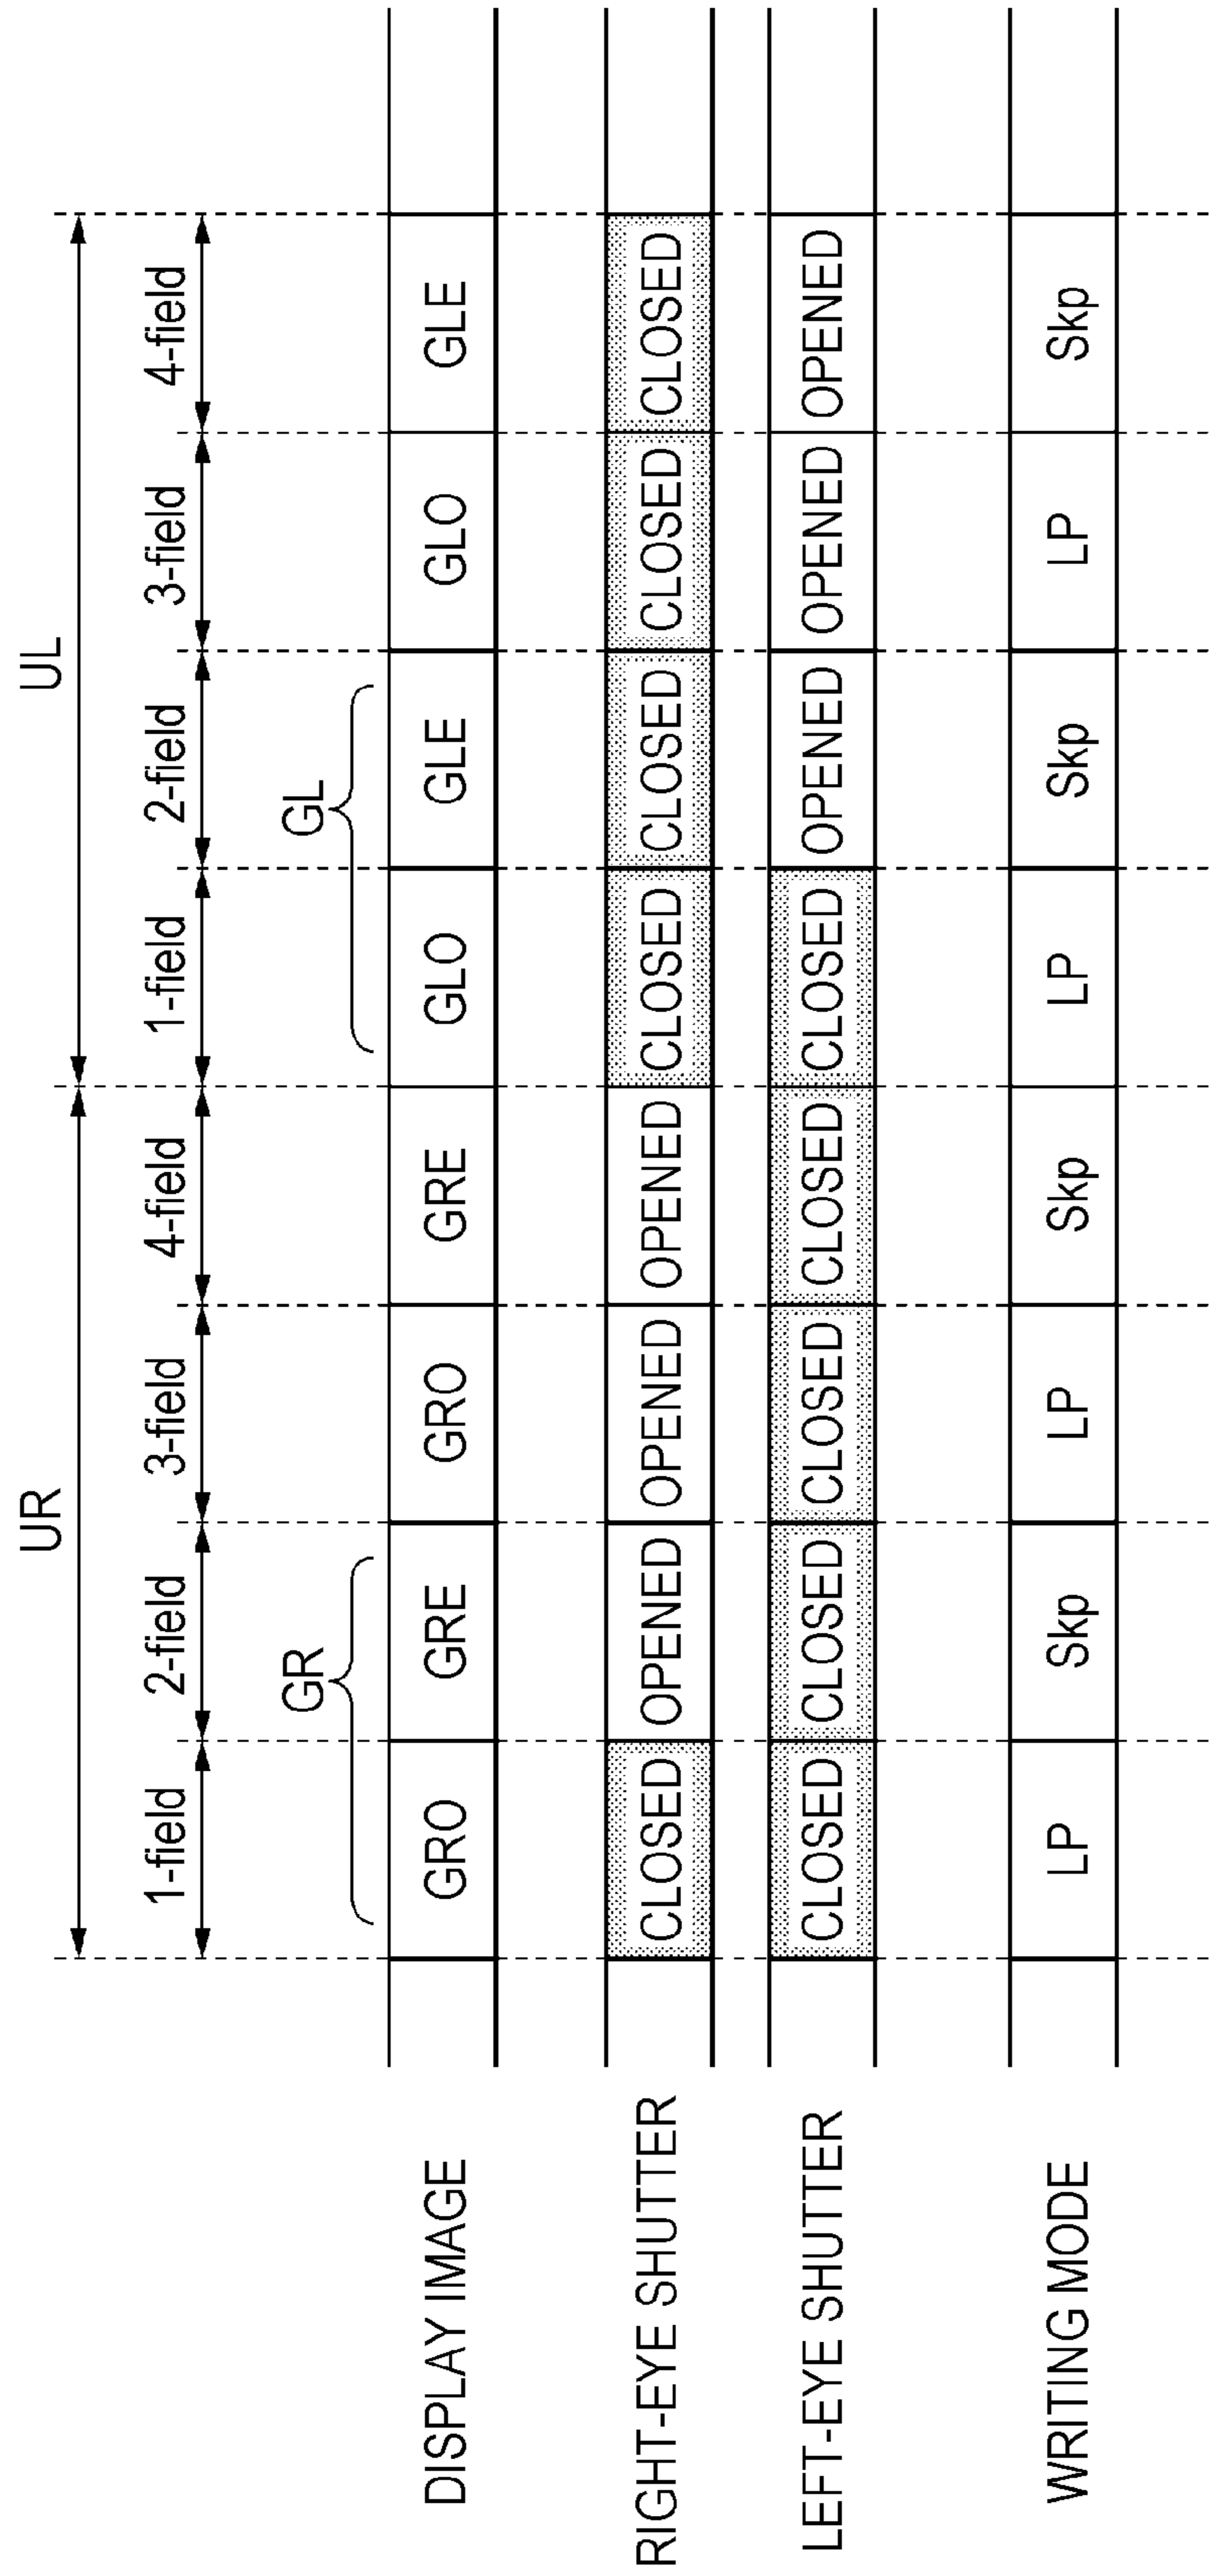 UR UL
1-field 2-field 3-field 4-field 1-field 2-field 3-field 4-field
GR GL
DISPLAY IMAGE GRO GRE GRO GRE GLO GLE GLO GLE
RIGHT-EYE SHUTTER CLOSED OPENED OPENED OPENED CLOSED CLOSED CLOSED CLOSED
LEFT-EYE SHUTTER CLOSED CLOSED CLOSED CLOSED CLOSED OPENED OPENED OPENED
WRITING MODE LP Skp LP Skp LP Skp LP Skp